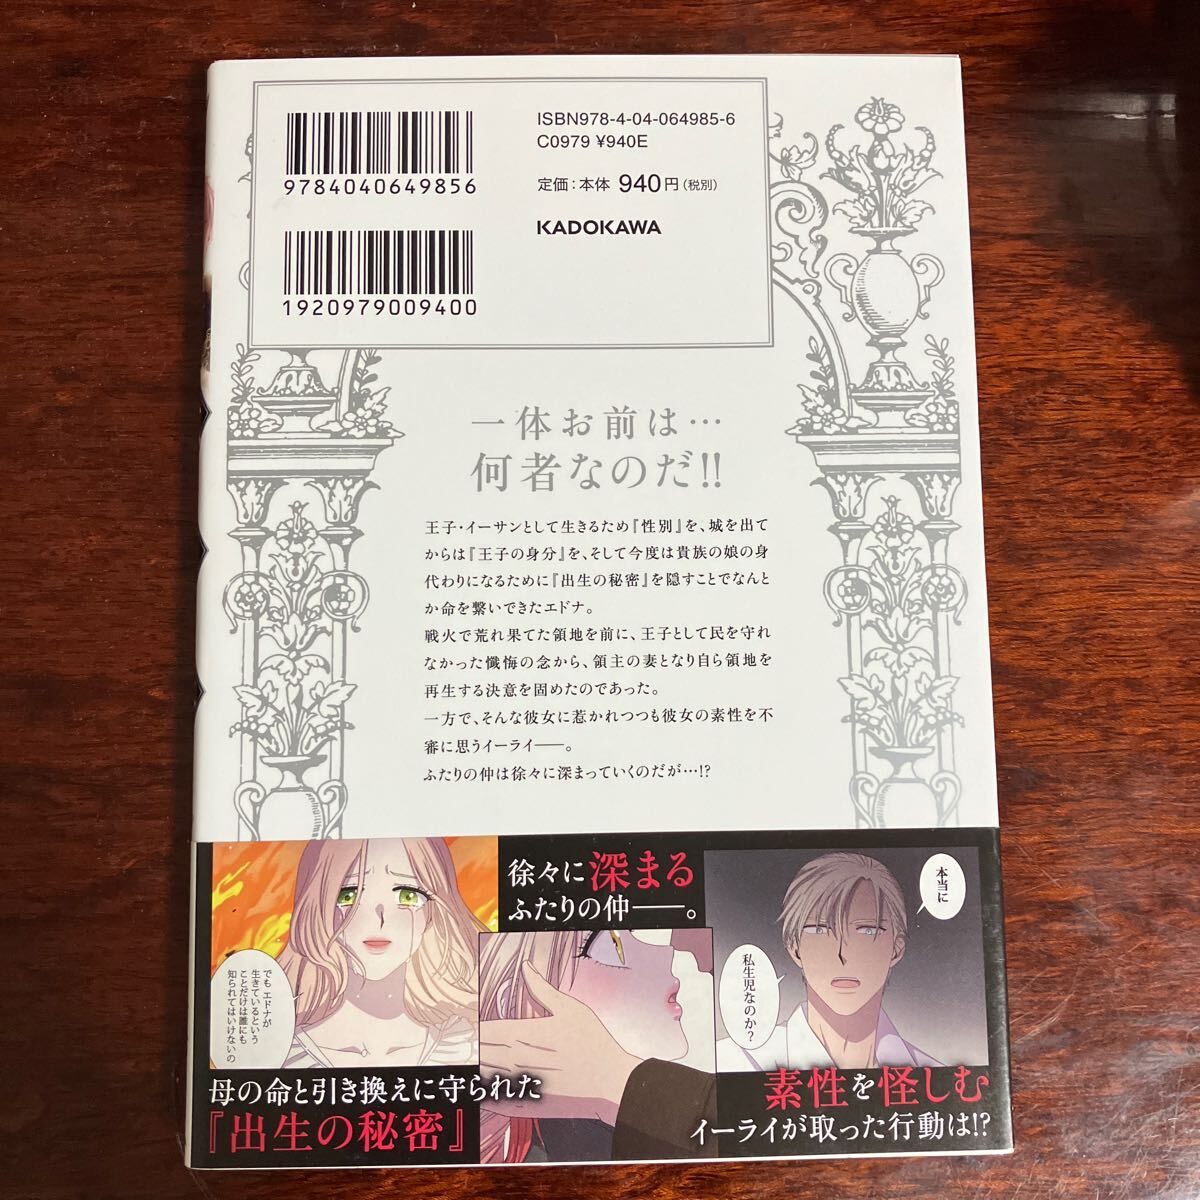 ISBN978-4-04-064985-6
C0979 ¥940E
9784040649856
定価：本体 940円（税別）
KADOKAWA
1920979009400
一体お前は…
何者なのだ!!
王子・イーサンとして生きるため『性別』を、城を出て
からは『王子の身分』を、そして今度は貴族の娘の身
代わりになるために『出生の秘密』を隠すことでなんと
か命を繋いできたエドナ。
戦火で荒れ果てた領地を前に、王子として民を守れ
なかった懺悔の念から、領主の妻となり自ら領地を
再生する決意を固めたのであった。
一方で、そんな彼女に惹かれつつも彼女の素性を不
審に思うイーライ――。
ふたりの仲は徐々に深まっていくのだが…!?
徐々に深まる
ふたりの仲――。
本当に
私生児なのか？
でも エドナが
生きているという
ことだけは誰にも
知られてはいけないの
母の命と引き換えに守られた
『出生の秘密』
素性を怪しむ
イーライが取った行動は!?